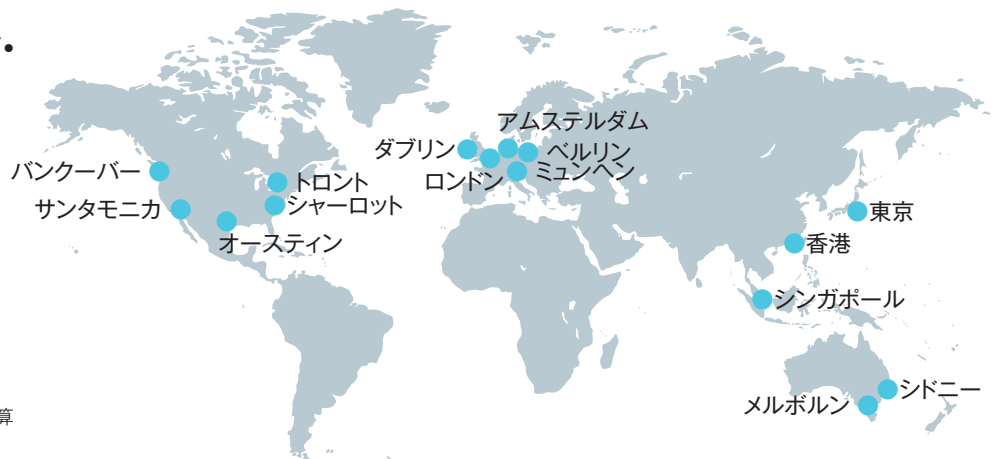 アムステルダム
ダブリン
ベルリン
バンクーバー
ロンドン
ミュンヘン
トロント
サンタモニカ
シャーロット
東京
オースティン
香港
シンガポール
シドニー
メルボルン
算